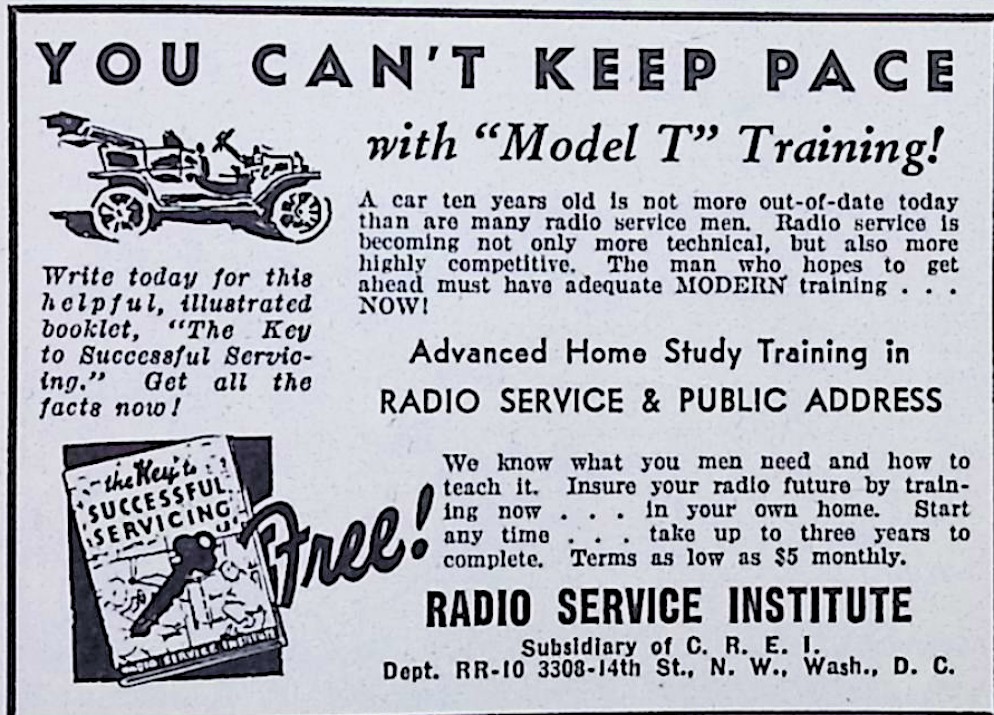 YOU CAN'T KEEP PACE
with "Model T" Training!
A car ten years old is not more out-of-date today
than are many radio service men. Radio service is
becoming not only more technical, but also more
highly competitive. The man who hopes to get
ahead must have adequate MODERN training . . .
NOW!
Write today for this
helpful, illustrated
booklet, "The Key
to Successful Servic-
ing." Get all the
facts now!
Advanced Home Study Training in
RADIO SERVICE & PUBLIC ADDRESS
the Key to
SUCCESSFUL
SERVICING
RADIO SERVICE INSTITUTE
Free!
We know what you men need and how to
teach it. Insure your radio future by train-
ing now . . . in your own home. Start
any time . . . take up to three years to
complete. Terms as low as $5 monthly.
RADIO SERVICE INSTITUTE
Subsidiary of C. R. E. I.
Dept. RR-10 3308-14th St., N. W., Wash., D. C.